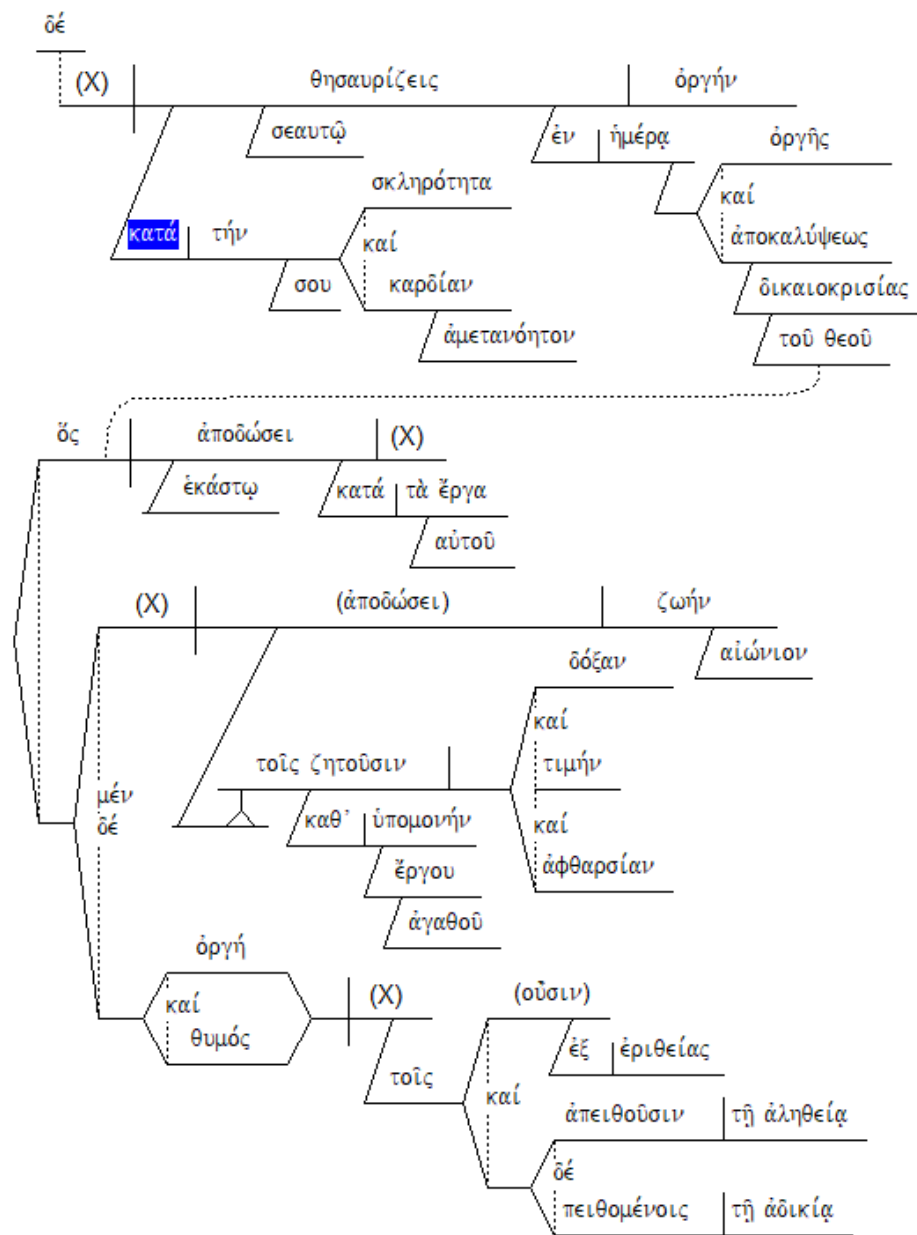 δέ
(X) θησαυρίζεις ὀργήν
σεαυτῷ ἐν ἡμέρᾳ ὀργῆς
σκληρότητα καί
κατά τήν καί ἀποκαλύψεως
σου καρδίαν δικαιοκρισίας
ἀμετανόητον τοῦ θεοῦ
ὅς ἀποδώσει (X)
ἑκάστῳ κατά τὰ ἔργα
αὐτοῦ
(X) (ἀποδώσει) ζωήν
δόξαν αἰώνιον
καί
τοῖς ζητοῦσιν τιμήν
μέν καθ’ ὑπομονήν καί
δέ
ἔργου ἀφθαρσίαν
ἀγαθοῦ
ὀργή
καί (X) (οὖσιν)
θυμός ἐξ ἐριθείας
τοῖς
καί ἀπειθοῦσιν τῇ ἀληθείᾳ
δέ
πειθομένοις τῇ ἀδικίᾳ